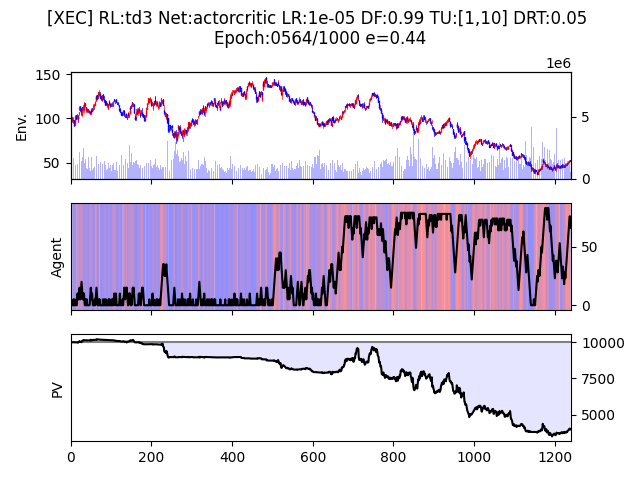 [XEC] RL:td3 Net:actorcritic LR:1e-05 DF:0.99 TU:[1,10] DRT:0.05
Epoch:0564/1000 e=0.44
1e6
150
100
50
Env.
5
0
Agent
50
0
PV
10000
7500
5000
0
200
400
600
800
1000
1200